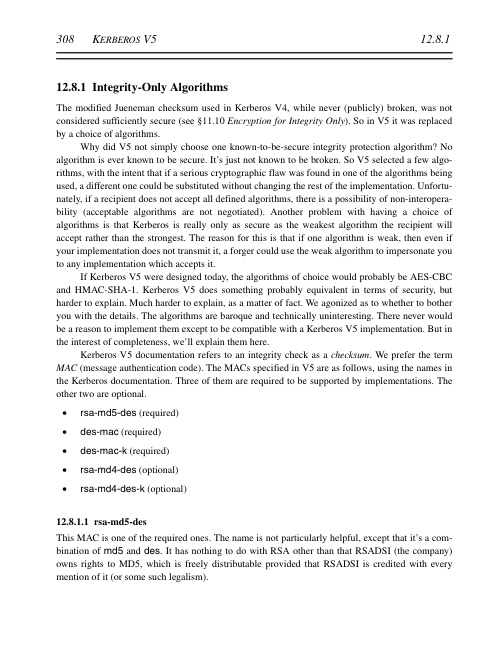 308 KERBEROS V5 12.8.1
12.8.1 Integrity-Only Algorithms
The modified Jueneman checksum used in Kerberos V4, while never (publicly) broken, was not
considered sufficiently secure (see §11.10 Encryption for Integrity Only). So in V5 it was replaced
by a choice of algorithms.
Why did V5 not simply choose one known-to-be-secure integrity protection algorithm? No
algorithm is ever known to be secure. It's just not known to be broken. So V5 selected a few algo-
rithms, with the intent that if a serious cryptographic flaw was found in one of the algorithms being
used, a different one could be substituted without changing the rest of the implementation. Unfortu-
nately, if a recipient does not accept all defined algorithms, there is a possibility of non-interopera-
bility (acceptable algorithms are not negotiated). Another problem with having a choice of
algorithms is that Kerberos is really only as secure as the weakest algorithm the recipient will
accept rather than the strongest. The reason for this is that if one algorithm is weak, then even if
your implementation does not transmit it, a forger could use the weak algorithm to impersonate you
to any implementation which accepts it.
If Kerberos V5 were designed today, the algorithms of choice would probably be AES-CBC
and HMAC-SHA-1. Kerberos V5 does something probably equivalent in terms of security, but
harder to explain. Much harder to explain, as a matter of fact. We agonized as to whether to bother
you with the details. The algorithms are baroque and technically uninteresting. There never would
be a reason to implement them except to be compatible with a Kerberos V5 implementation. But in
the interest of completeness, we'll explain them here.
Kerberos V5 documentation refers to an integrity check as a checksum. We prefer the term
MAC (message authentication code). The MACs specified in V5 are as follows, using the names in
the Kerberos documentation. Three of them are required to be supported by implementations. The
other two are optional.
• rsa-md5-des (required)
• des-mac (required)
• des-mac-k (required)
• rsa-md4-des (optional)
• rsa-md4-des-k (optional)
12.8.1.1 rsa-md5-des
This MAC is one of the required ones. The name is not particularly helpful, except that it's a com-
bination of md5 and des. It has nothing to do with RSA other than that RSADSI (the company)
owns rights to MD5, which is freely distributable provided that RSADSI is credited with every
mention of it (or some such legalism).